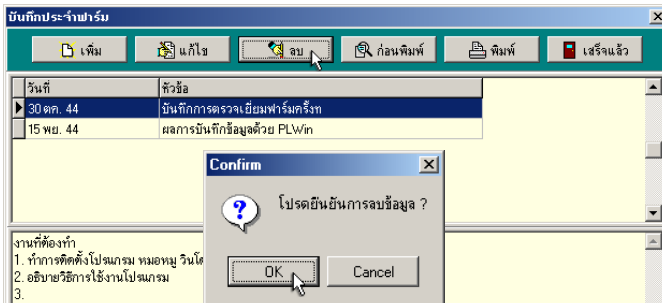 บันทึกประจำฟาร์ม
เพิ่ม แก้ไข ลบ ก่อนพิมพ์ พิมพ์ เสร็จแล้ว
วันที่ หัวข้อ
30 ตค. 44 บันทึกการตรวจเยี่ยมฟาร์มครั้งท
15 พย. 44 ผลการบันทึกข้อมูลด้วย PLWin
Confirm
โปรดยืนยันการลบข้อมูล ?
OK Cancel
งานที่ต้องทำ
1. ทำการติดตั้งโปรแกรม หมอหมู วินโด
2. อธิบายวิธีการใช้งานโปรแกรม
3.